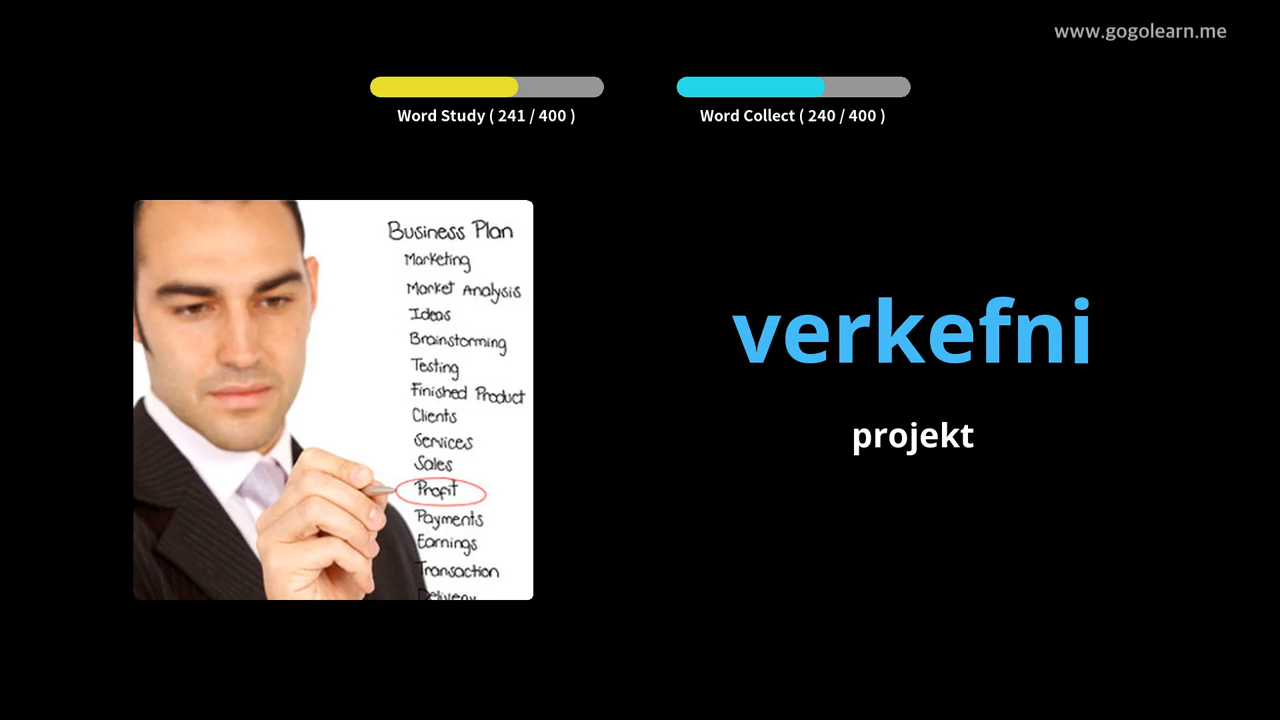 www.gogolearn.me
Word Study ( 241 / 400 )
Word Collect ( 240 / 400 )
Business Plan
Marketing
Market Analysis
Ideas
Brainstorming
Testing
Finished Product
Clients
Services
Sales
Profit
Payments
Earnings
Transaction
Delivery
verkefni
projekt